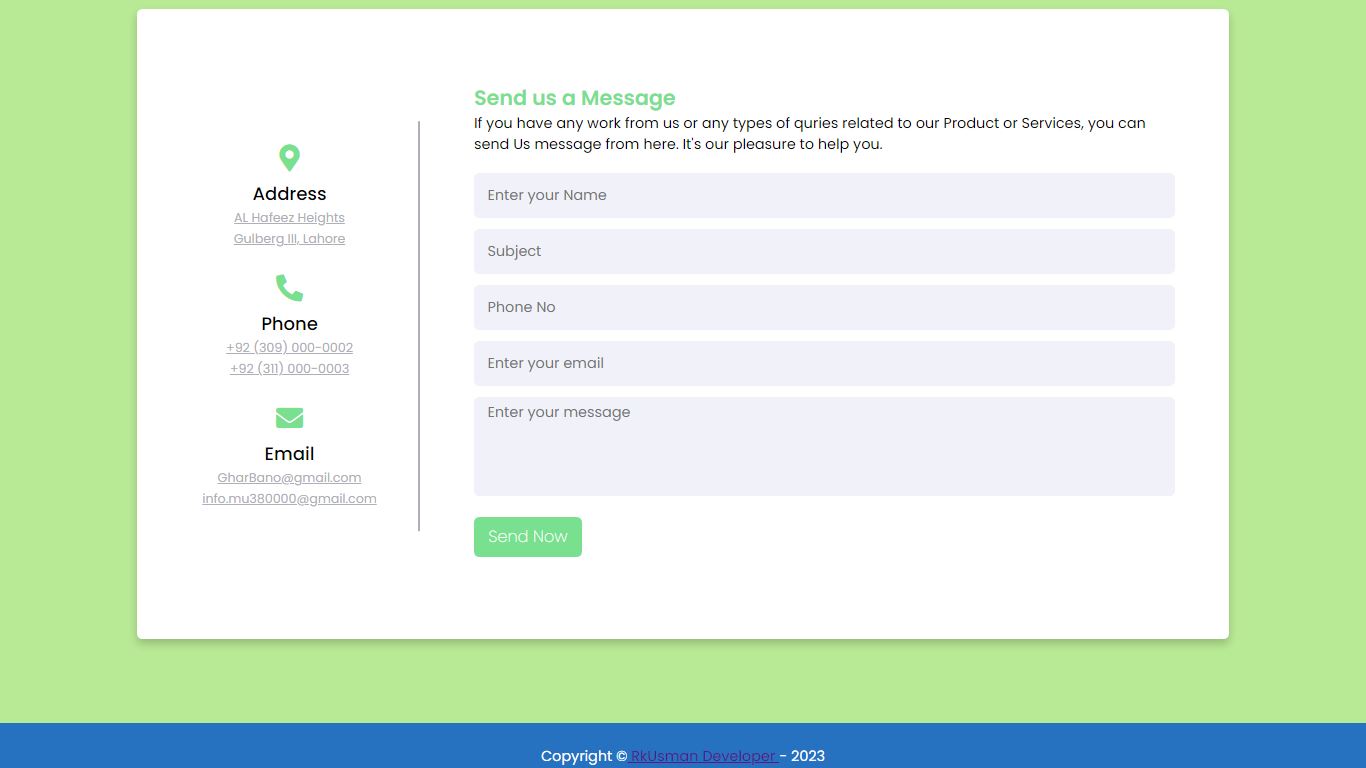 Send us a Message
If you have any work from us or any types of quries related to our Product or Services, you can
send Us message from here. It's our pleasure to help you.
Address
AL Hafeez Heights
Gulberg III, Lahore
Phone
+92 (309) 000-0002
+92 (311) 000-0003
Email
GharBano@gmail.com
info.mu380000@gmail.com
Enter your Name
Subject
Phone No
Enter your email
Enter your message
Send Now
Copyright © RkUsman Developer - 2023